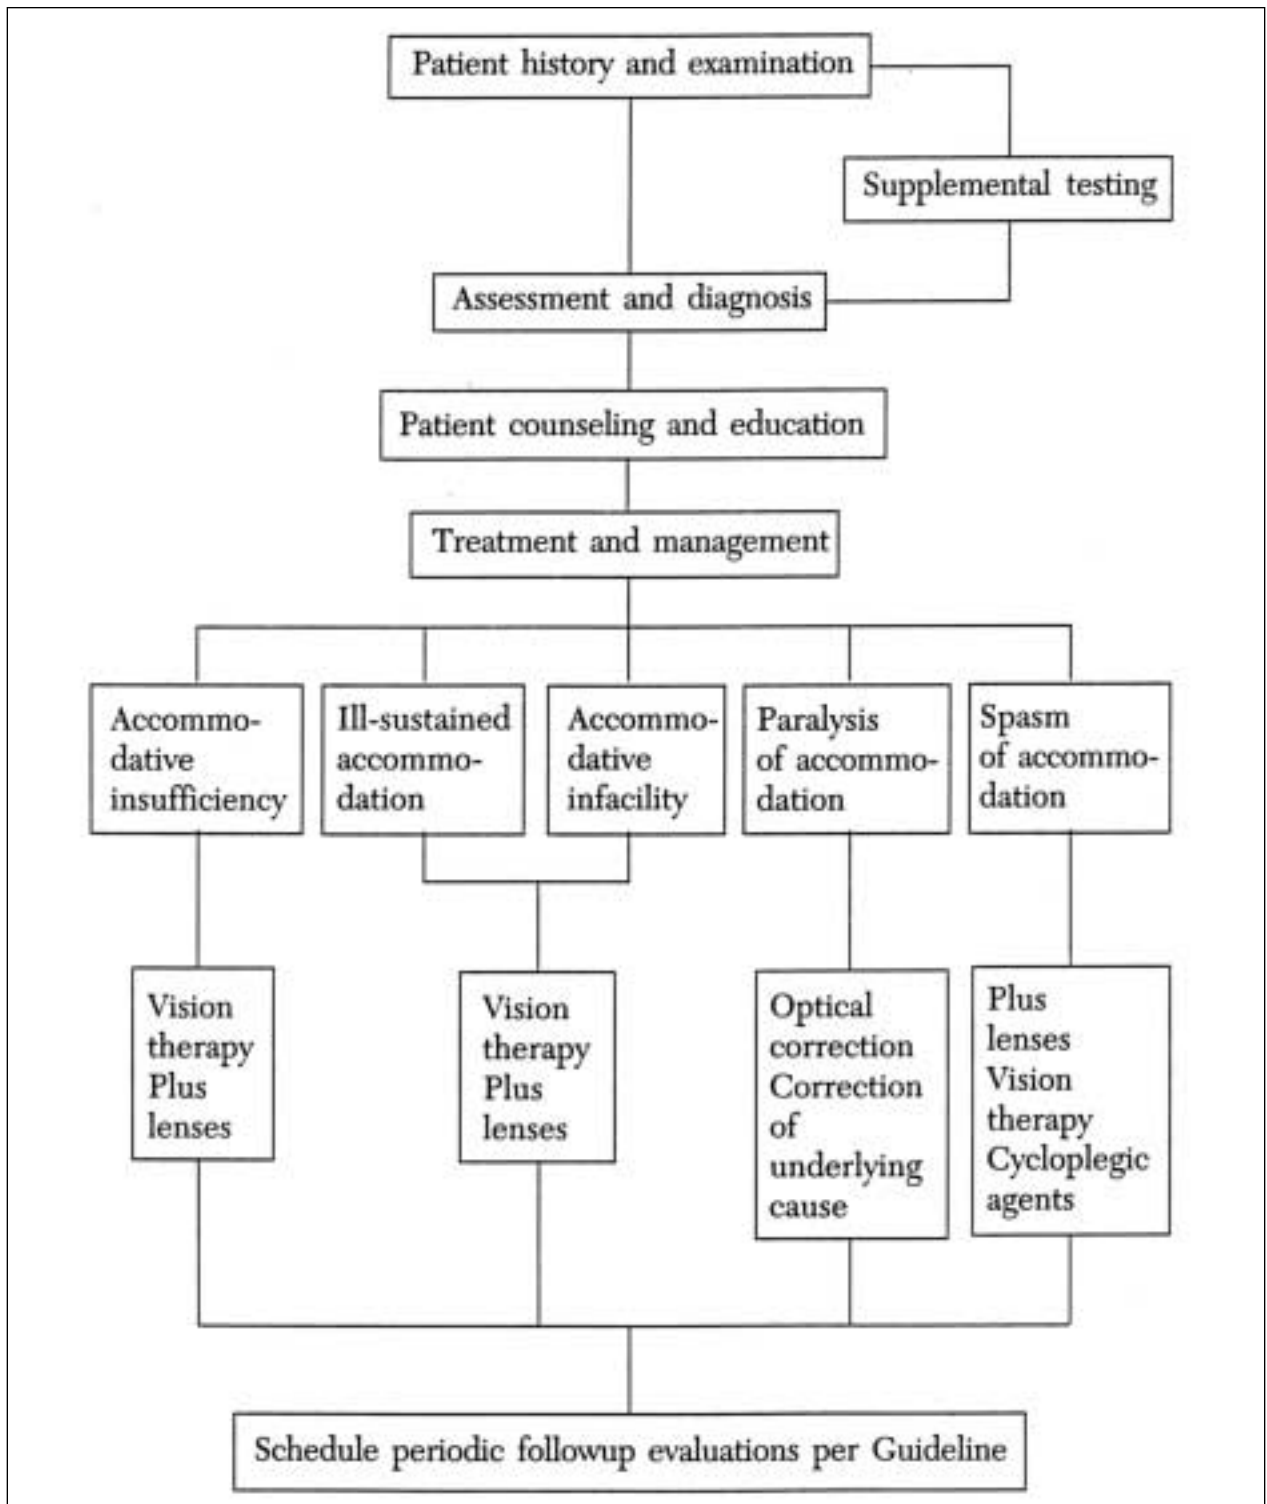 Patient history and examination
Supplemental testing
Assessment and diagnosis
Patient counseling and education
Treatment and management
Accommo-
dative
insufficiency
Ill-sustained
accommo-
dation
Accommo-
dative
infacility
Paralysis
of accommo-
dation
Spasm
of accommo-
dation
Vision
therapy
Plus
lenses
Vision
therapy
Plus
lenses
Optical
correction
Correction
of
underlying
cause
Plus
lenses
Vision
therapy
Cycloplegic
agents
Schedule periodic followup evaluations per Guideline